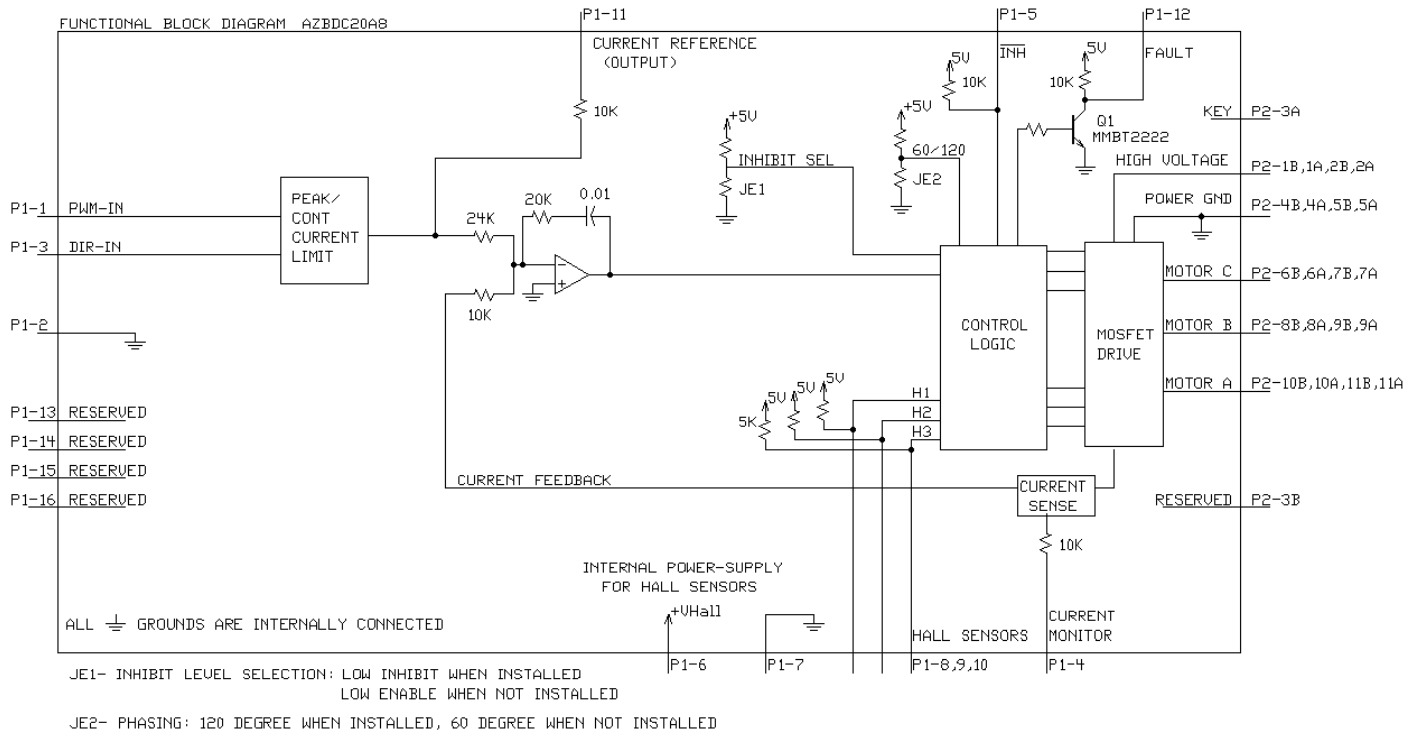 FUNCTIONAL BLOCK DIAGRAM AZBDC20A8
P1-11
P1-5
P1-12
CURRENT REFERENCE
(OUTPUT)
10K
INH
5V
10K
5V
10K
FAULT
Q1
MMBT2222
KEY P2-3A
HIGH VOLTAGE P2-1B,1A,2B,2A
POWER GND P2-4B,4A,5B,5A
+5V
INHIBIT SEL
JE1
+5V
60/120
JE2
P1-1 PWM-IN
P1-3 DIR-IN
PEAK/
CONT
CURRENT
LIMIT
24K
20K
0.01
10K
-
+
P1-2
CONTROL
LOGIC
MOSFET
DRIVE
MOTOR C P2-6B,6A,7B,7A
MOTOR B P2-8B,8A,9B,9A
MOTOR A P2-10B,10A,11B,11A
5V
5V
5V
5K
H1
H2
H3
P1-13 RESERVED
P1-14 RESERVED
P1-15 RESERVED
P1-16 RESERVED
CURRENT FEEDBACK
CURRENT
SENSE
RESERVED P2-3B
10K
INTERNAL POWER-SUPPLY
FOR HALL SENSORS
+VHall
ALL GROUNDS ARE INTERNALLY CONNECTED
HALL SENSORS
CURRENT
MONITOR
P1-6
P1-7
P1-8,9,10
P1-4
JE1- INHIBIT LEVEL SELECTION: LOW INHIBIT WHEN INSTALLED
LOW ENABLE WHEN NOT INSTALLED
JE2- PHASING: 120 DEGREE WHEN INSTALLED, 60 DEGREE WHEN NOT INSTALLED